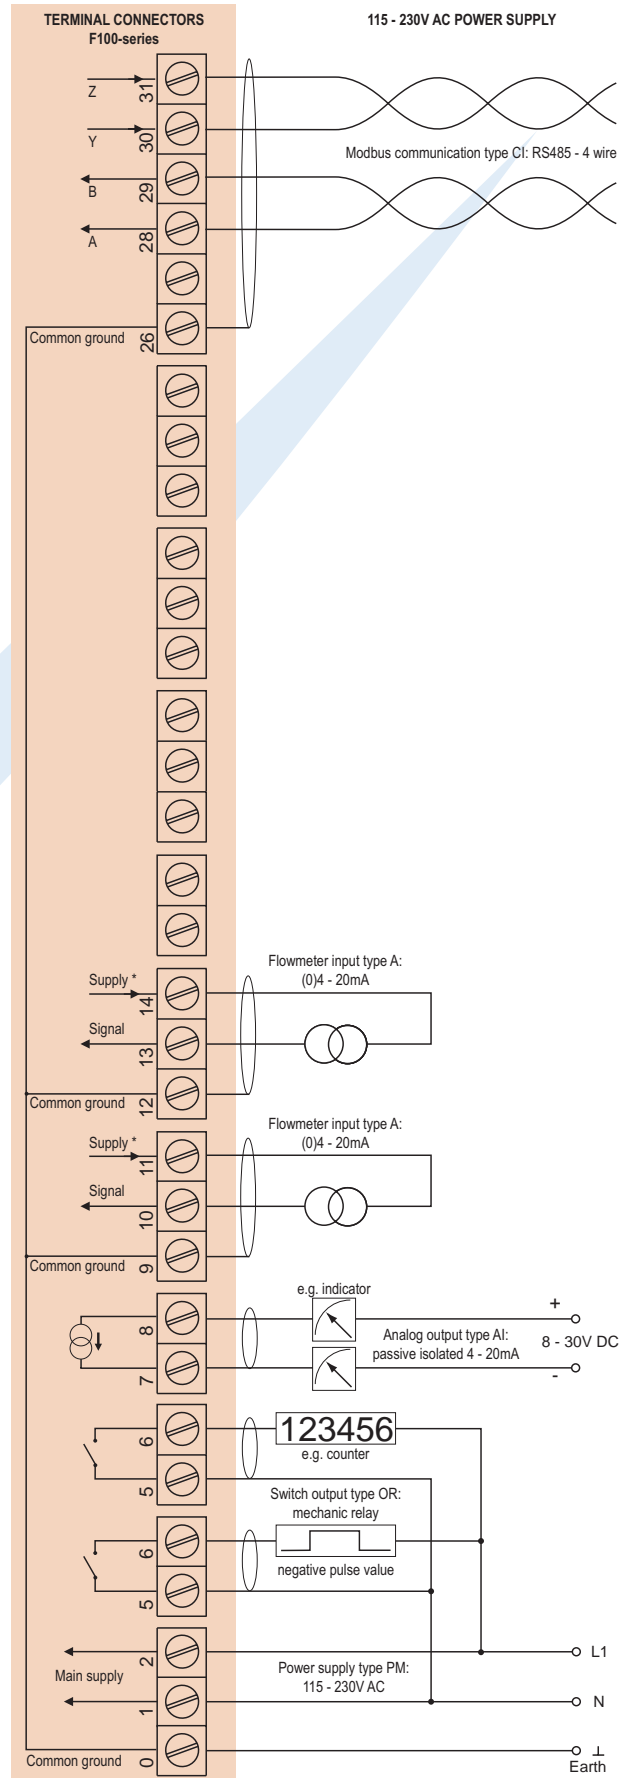 TERMINAL CONNECTORS
F100-series
115 - 230V AC POWER SUPPLY
Z
31
Y
30
Modbus communication type CI: RS485 - 4 wire
B
29
A
28
Common ground
26
Flowmeter input type A:
(0)4 - 20mA
Supply *
14
Signal
13
Common ground
12
Flowmeter input type A:
(0)4 - 20mA
Supply *
11
Signal
10
Common ground
9
e.g. indicator
8
+
Analog output type AI:
passive isolated 4 - 20mA
8 - 30V DC
7
-
6
123456
e.g. counter
5
Switch output type OR:
mechanic relay
6
negative pulse value
5
2
L1
Main supply
Power supply type PM:
115 - 230V AC
1
N
Common ground
0
⊥
Earth